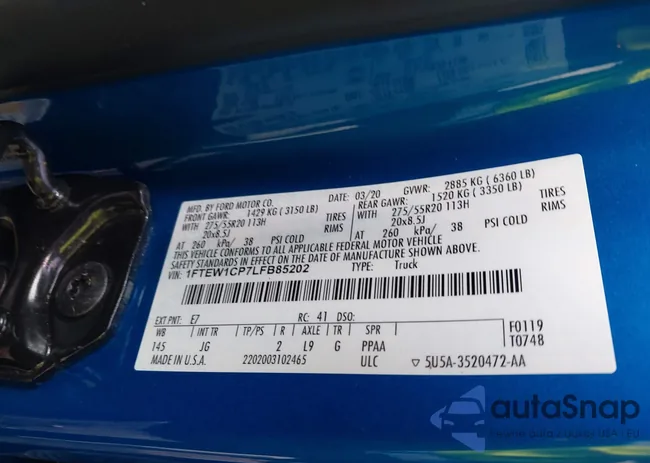 MFD. BY FORD MOTOR CO. 03/20 GVWR: 2885 KG ( 6360 LB)
FRONT GAWR: 1429 KG ( 3150 LB) REAR GAWR: 1520 KG ( 3350 LB)
WITH 275/55R20 113H TIRES WITH 275/55R20 113H TIRES
20x8.5J RIMS 20x8.5J RIMS
AT 260 kPa/ 38 PSI COLD AT 260 kPa/ 38 PSI COLD
THIS VEHICLE CONFORMS TO ALL APPLICABLE FEDERAL MOTOR VEHICLE
SAFETY STANDARDS IN EFFECT ON THE DATE OF MANUFACTURE SHOWN ABOVE.
VIN: 1FTEW1CP7LFB85202 TYPE: Truck
EXT PNT: E7 RC: 41 DSO:
WB INT TR TP/PS R AXLE TR SPR F0119
145 JG 2 L9 G PPAA T0748
MADE IN U.S.A. 2202003102465 ULC ▽ 5U5A-3520472-AA
autaSnap